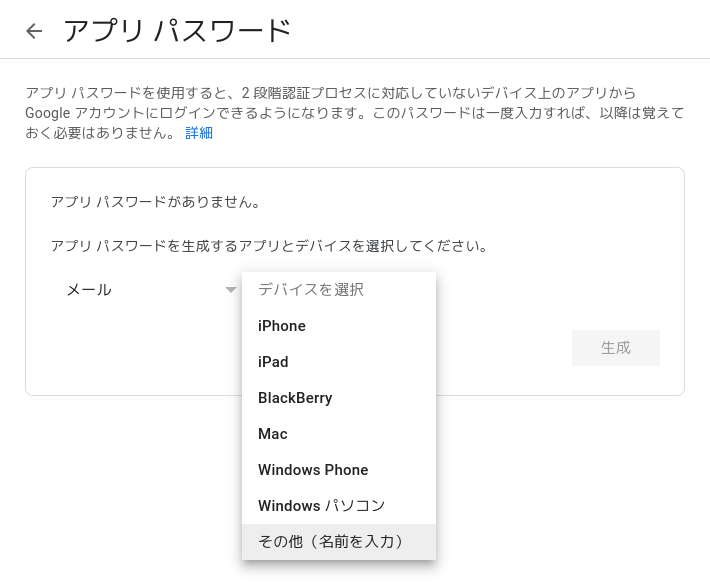 アプリ パスワード
アプリ パスワードを使用すると、2 段階認証プロセスに対応していないデバイス上のアプリから
Google アカウントにログインできるようになります。このパスワードは一度入力すれば、以降は覚えて
おく必要はありません。 詳細
アプリ パスワードがありません。
アプリ パスワードを生成するアプリとデバイスを選択してください。
メール
デバイスを選択
iPhone
iPad
BlackBerry
Mac
Windows Phone
Windows パソコン
その他（名前を入力）
生成